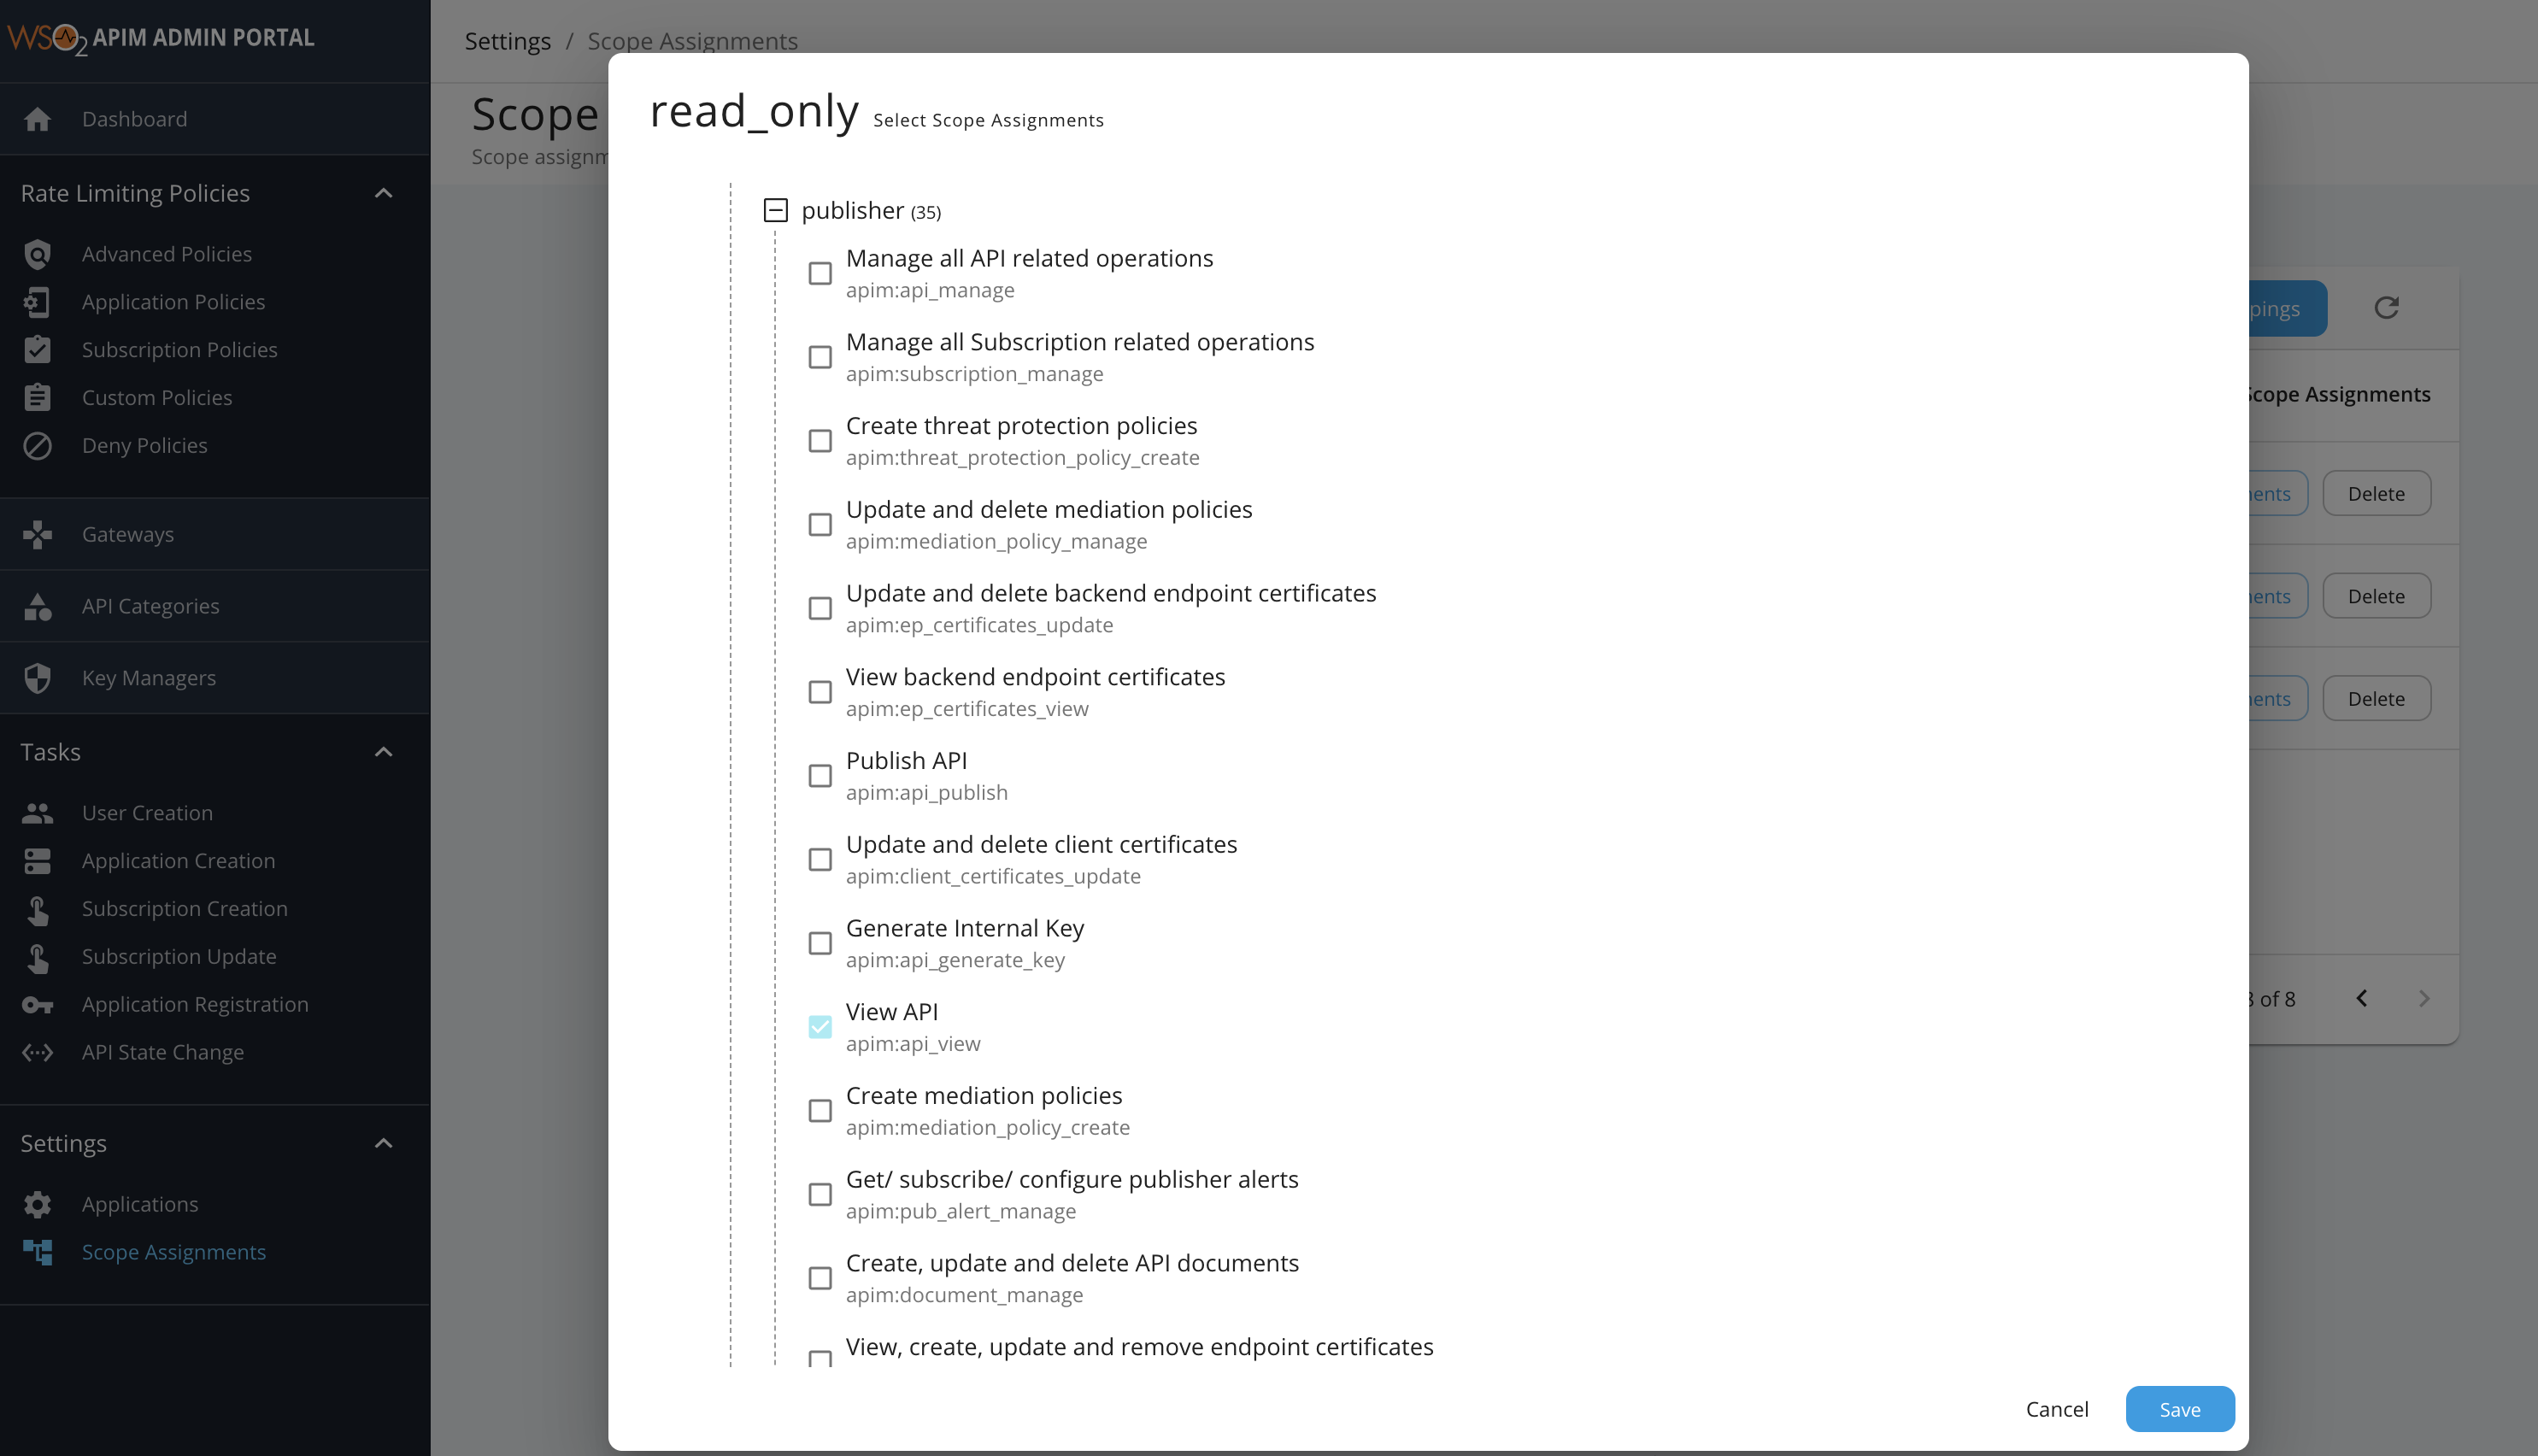 WSO2 APIM ADMIN PORTAL
Dashboard
Rate Limiting Policies
Advanced Policies
Application Policies
Subscription Policies
Custom Policies
Deny Policies
Gateways
API Categories
Key Managers
Tasks
User Creation
Application Creation
Subscription Creation
Subscription Update
Application Registration
API State Change
Settings
Applications
Scope Assignments
Settings / Scope Assignments
Scope
Scope assignm
read_only Select Scope Assignments
publisher (35)
Manage all API related operations
apim:api_manage
Manage all Subscription related operations
apim:subscription_manage
Create threat protection policies
apim:threat_protection_policy_create
Update and delete mediation policies
apim:mediation_policy_manage
Update and delete backend endpoint certificates
apim:ep_certificates_update
View backend endpoint certificates
apim:ep_certificates_view
Publish API
apim:api_publish
Update and delete client certificates
apim:client_certificates_update
Generate Internal Key
apim:api_generate_key
View API
apim:api_view
Create mediation policies
apim:mediation_policy_create
Get/ subscribe/ configure publisher alerts
apim:pub_alert_manage
Create, update and delete API documents
apim:document_manage
View, create, update and remove endpoint certificates
Cancel
Save
pings
Scope Assignments
ents Delete
ents Delete
ents Delete
8 of 8